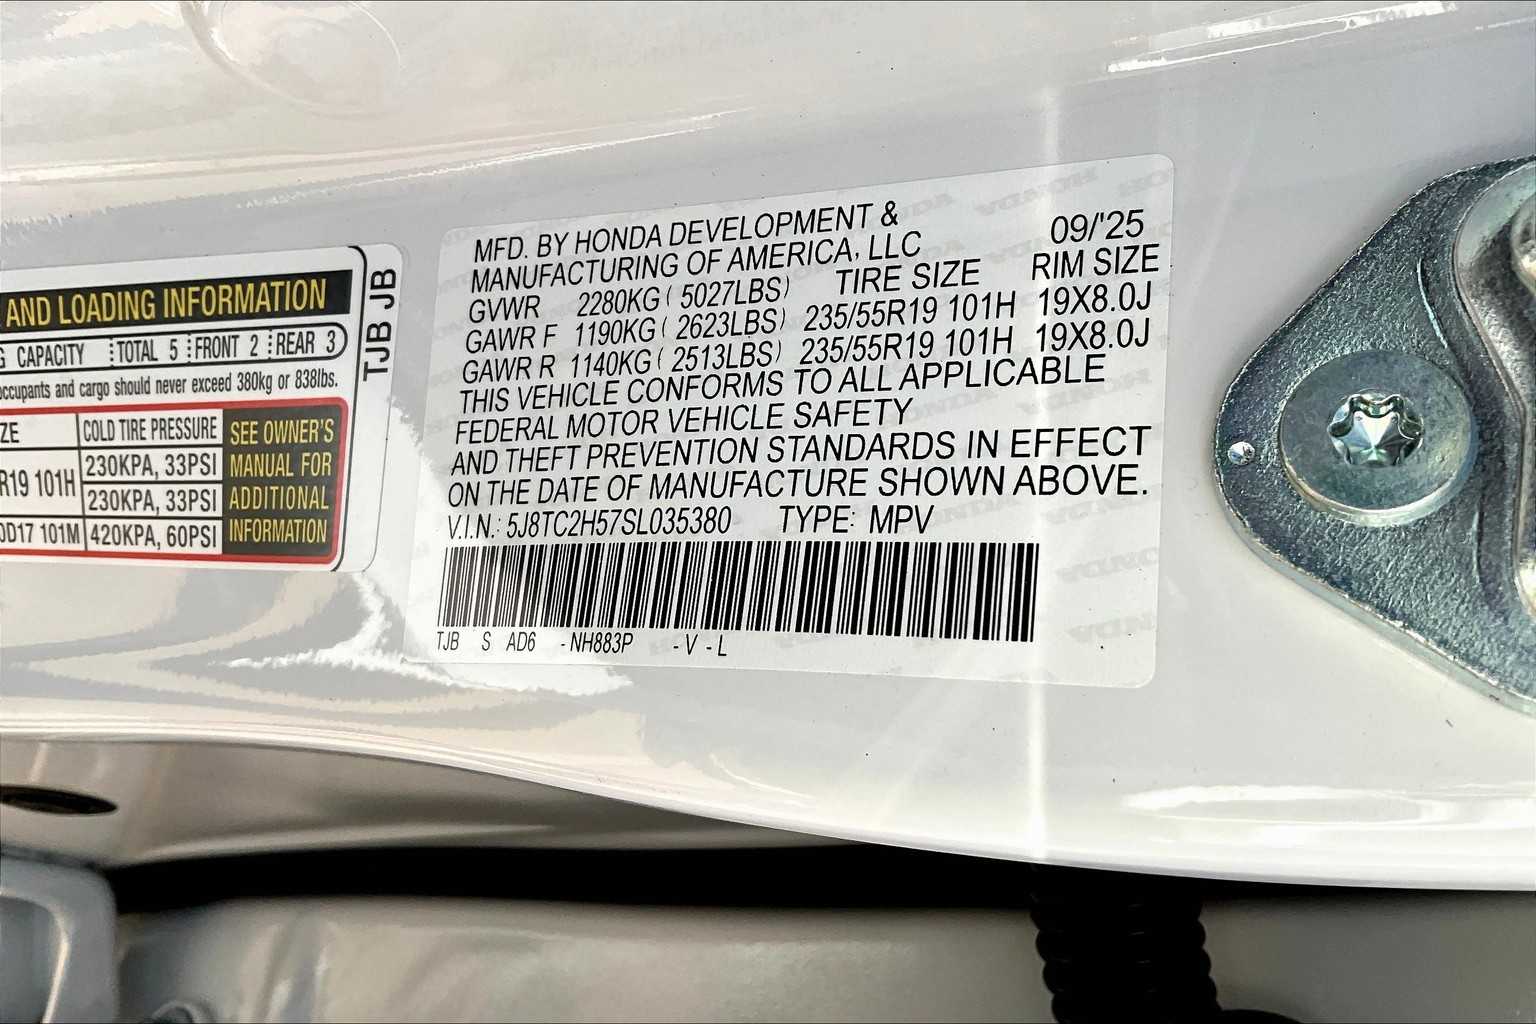 AND LOADING INFORMATION
CAPACITY TOTAL 5 FRONT 2 REAR 3
occupants and cargo should never exceed 380kg or 838lbs.
COLD TIRE PRESSURE
R19 101H
230KPA, 33PSI
230KPA, 33PSI
D17 101M
420KPA, 60PSI
SEE OWNER'S
MANUAL FOR
ADDITIONAL
INFORMATION
TJB JB
MFD. BY HONDA DEVELOPMENT & 09/'25
MANUFACTURING OF AMERICA, LLC
TIRE SIZE RIM SIZE
GVWR 2280KG ( 5027LBS)
GAWR F 1190KG ( 2623LBS) 235/55R19 101H 19X8.0J
GAWR R 1140KG ( 2513LBS) 235/55R19 101H 19X8.0J
THIS VEHICLE CONFORMS TO ALL APPLICABLE
FEDERAL MOTOR VEHICLE SAFETY
AND THEFT PREVENTION STANDARDS IN EFFECT
ON THE DATE OF MANUFACTURE SHOWN ABOVE.
V.I.N.: 5J8TC2H57SL035380 TYPE: MPV
TJB S AD6 -NH883P -V -L